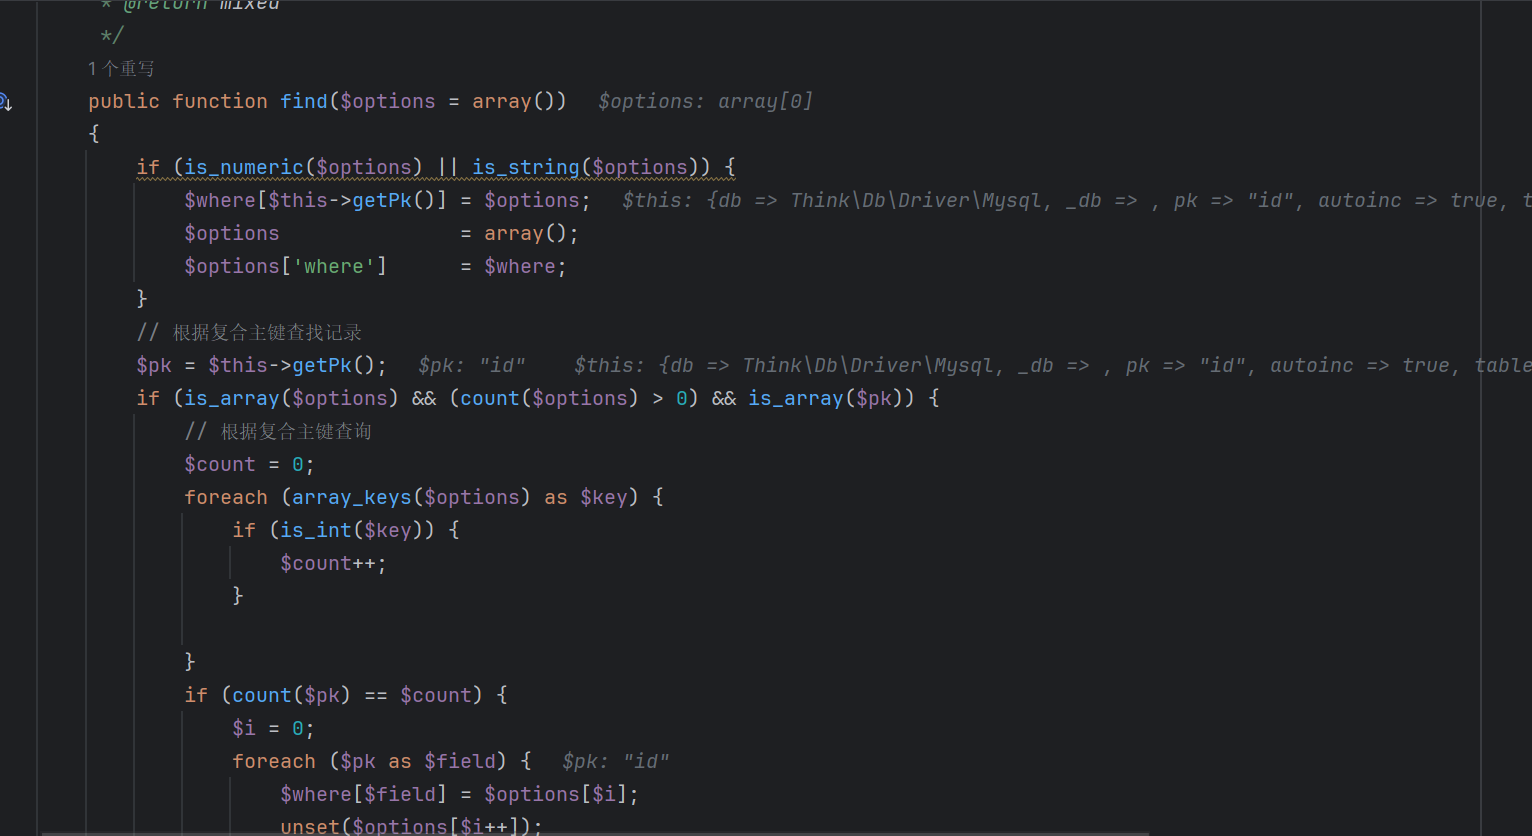 * @return mixed
*/
1 个重写
public function find($options = array())   $options: array[0]
{
if (is_numeric($options) || is_string($options)) {
$where[$this->getPk()] = $options;   $this: {db => Think\Db\Driver\Mysql, _db => , pk => "id", autoinc => true, t
$options               = array();
$options['where']      = $where;
}
// 根据复合主键查找记录
$pk = $this->getPk();   $pk: "id"    $this: {db => Think\Db\Driver\Mysql, _db => , pk => "id", autoinc => true, table
if (is_array($options) && (count($options) > 0) && is_array($pk)) {
// 根据复合主键查询
$count = 0;
foreach (array_keys($options) as $key) {
if (is_int($key)) {
$count++;
}
}
if (count($pk) == $count) {
$i = 0;
foreach ($pk as $field) {   $pk: "id"
$where[$field] = $options[$i];
unset($options[$i++]);